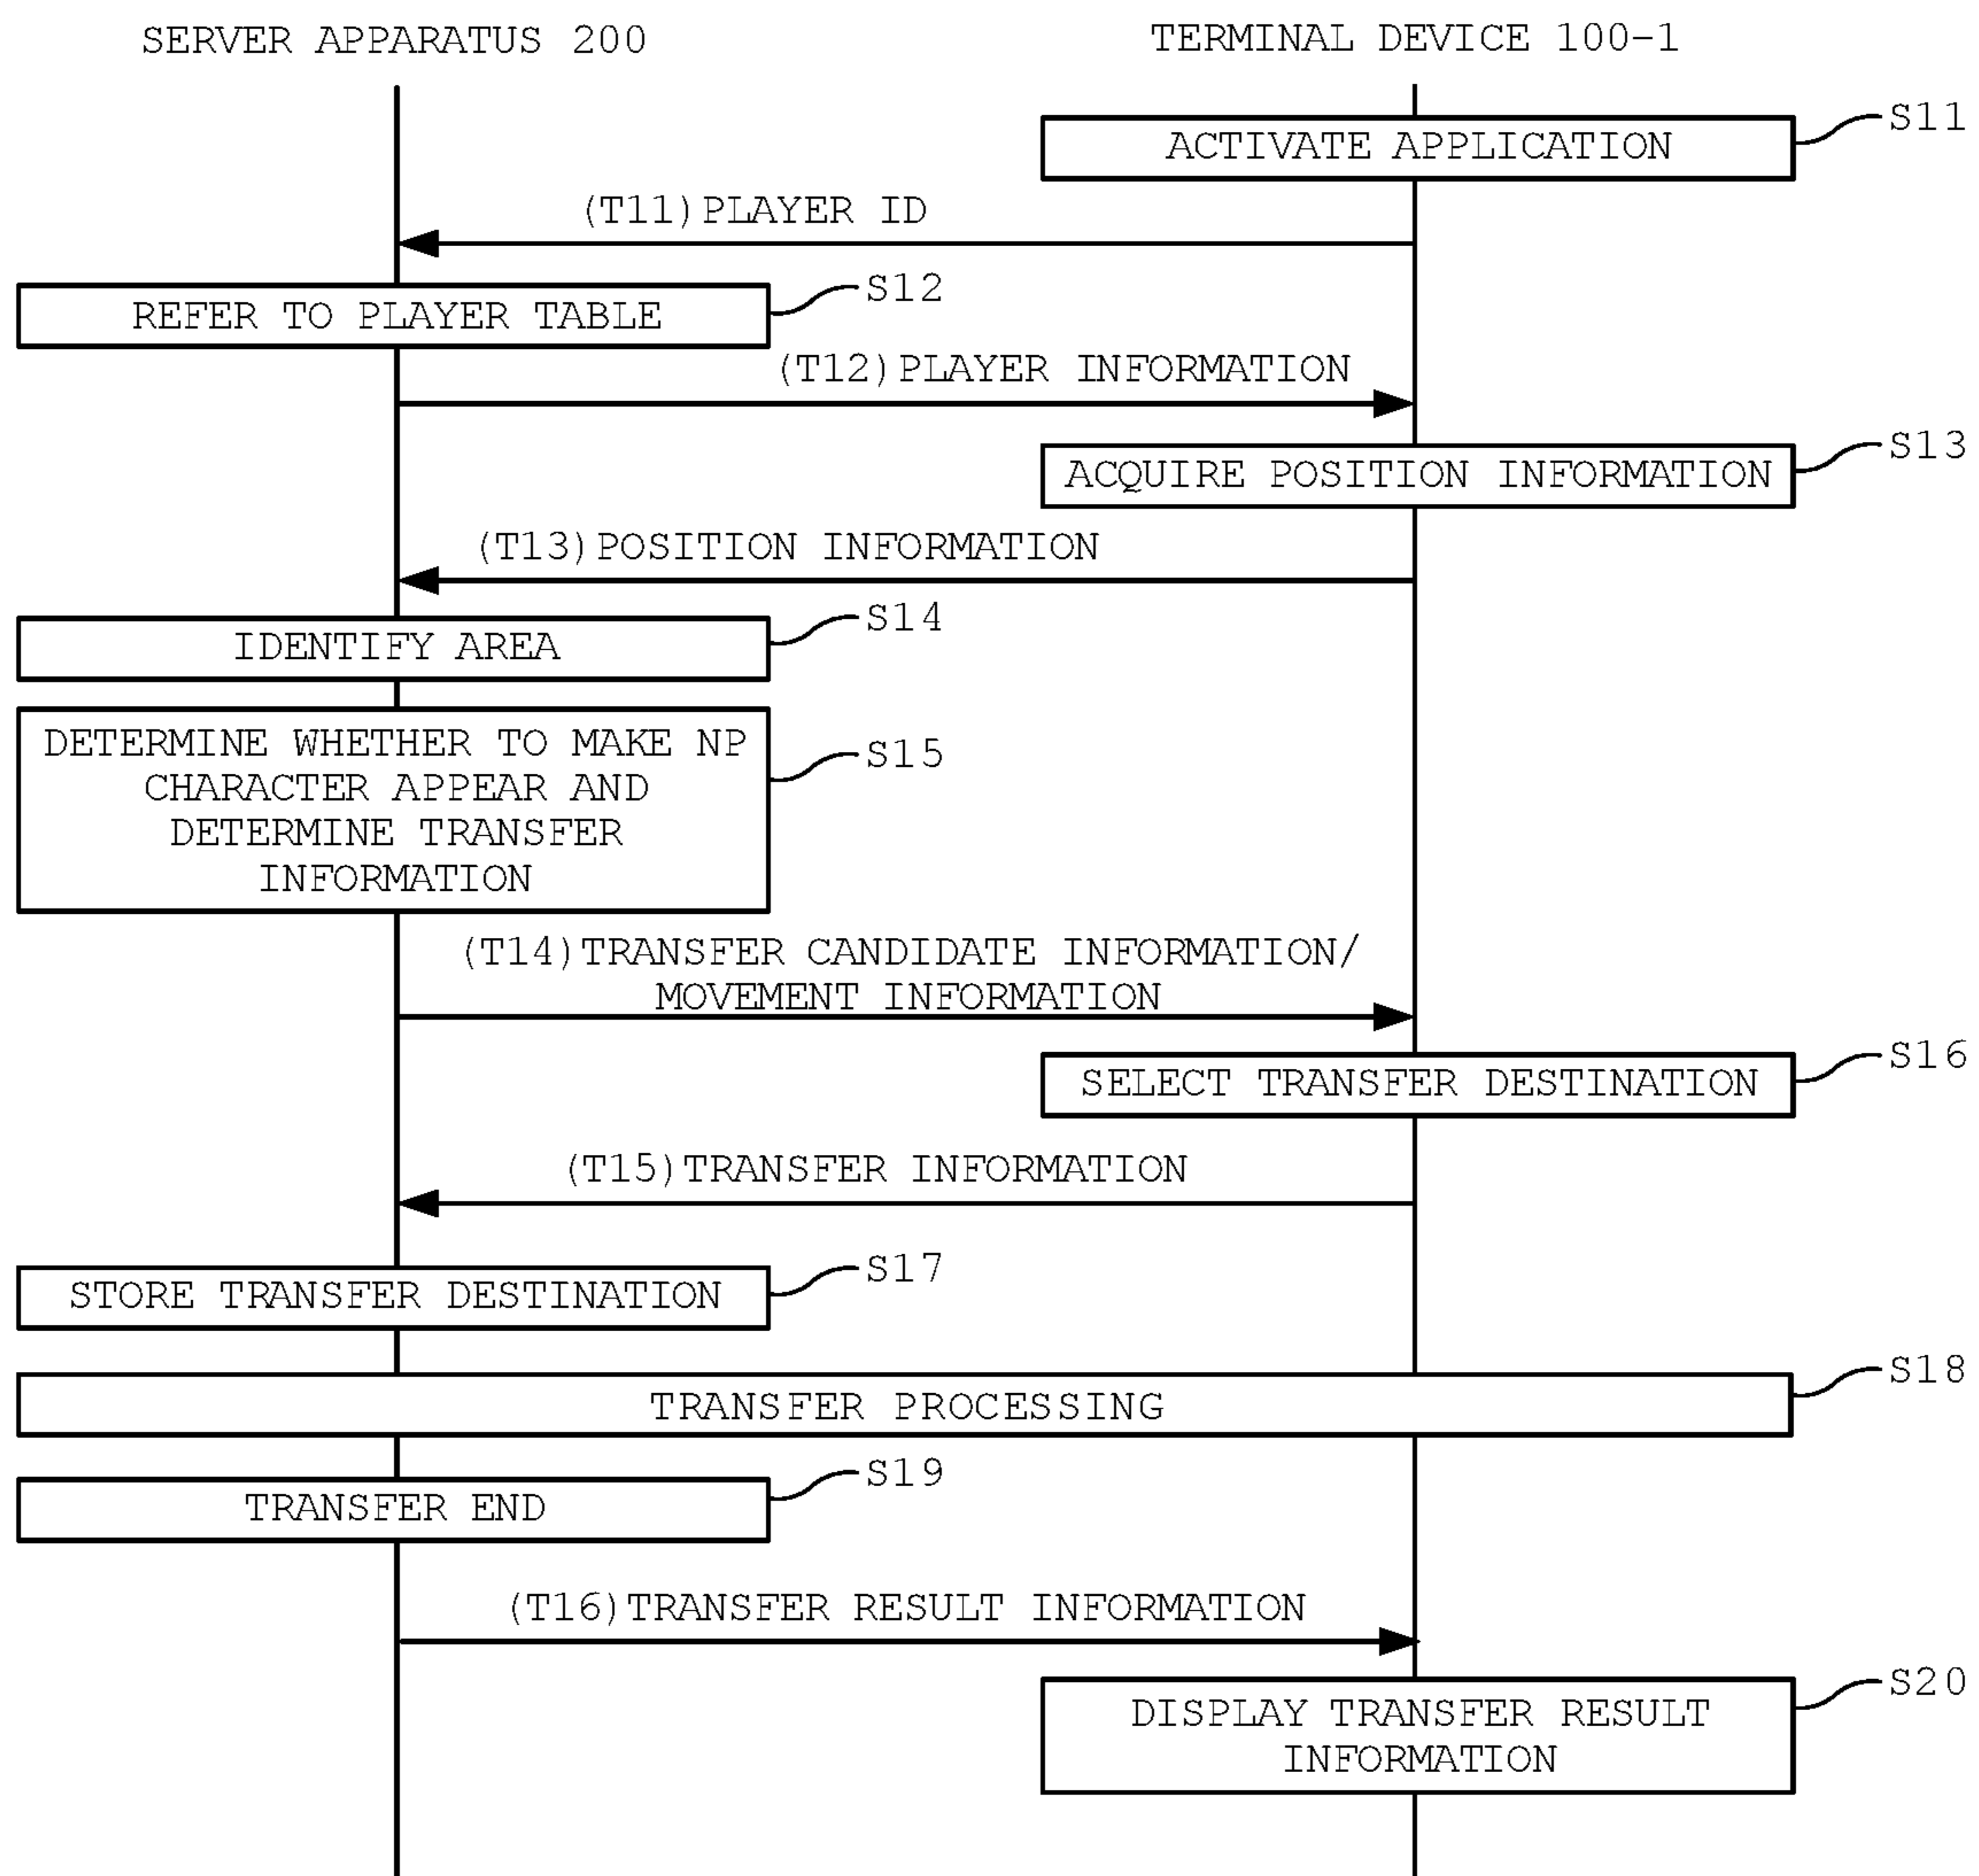 SERVER APPARATUS 200
TERMINAL DEVICE 100-1
ACTIVATE APPLICATION
S11
(T11)PLAYER ID
REFER TO PLAYER TABLE
S12
(T12)PLAYER INFORMATION
ACQUIRE POSITION INFORMATION
S13
(T13)POSITION INFORMATION
IDENTIFY AREA
S14
DETERMINE WHETHER TO MAKE NP
CHARACTER APPEAR AND
DETERMINE TRANSFER
INFORMATION
S15
(T14)TRANSFER CANDIDATE INFORMATION/
MOVEMENT INFORMATION
SELECT TRANSFER DESTINATION
S16
(T15)TRANSFER INFORMATION
STORE TRANSFER DESTINATION
S17
TRANSFER PROCESSING
S18
TRANSFER END
S19
(T16)TRANSFER RESULT INFORMATION
DISPLAY TRANSFER RESULT
INFORMATION
S20